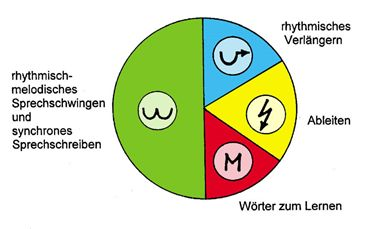 rhythmisches
Verlängern
rhythmisch-
melodisches
Sprechschwingen
und
synchrones
Sprechschreiben
Ableiten
M
Wörter zum Lernen